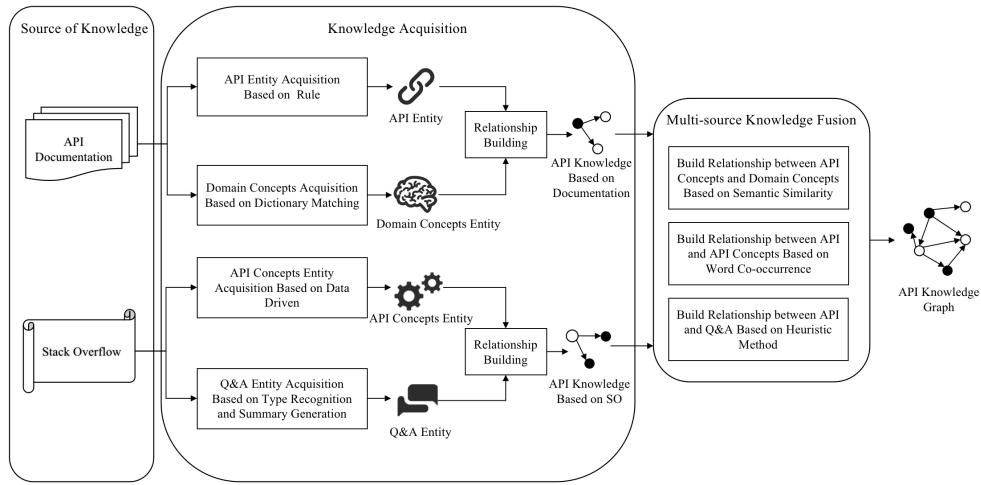 Source of Knowledge
API
Documentation
Stack Overflow
Knowledge Acquisition
API Entity Acquisition
Based on Rule
API Entity
Domain Concepts Acquisition
Based on Dictionary Matching
Domain Concepts Entity
Relationship
Building
API Knowledge
Based on
Documentation
API Concepts Entity
Acquisition Based on Data
Driven
API Concepts Entity
Q&A Entity Acquisition
Based on Type Recognition
and Summary Generation
Q&A Entity
Relationship
Building
API Knowledge
Based on SO
Multi-source Knowledge Fusion
Build Relationship between API
Concepts and Domain Concepts
Based on Semantic Similarity
Build Relationship between API
and API Concepts Based on
Word Co-occurrence
Build Relationship between API
and Q&A Based on Heuristic
Method
API Knowledge
Graph